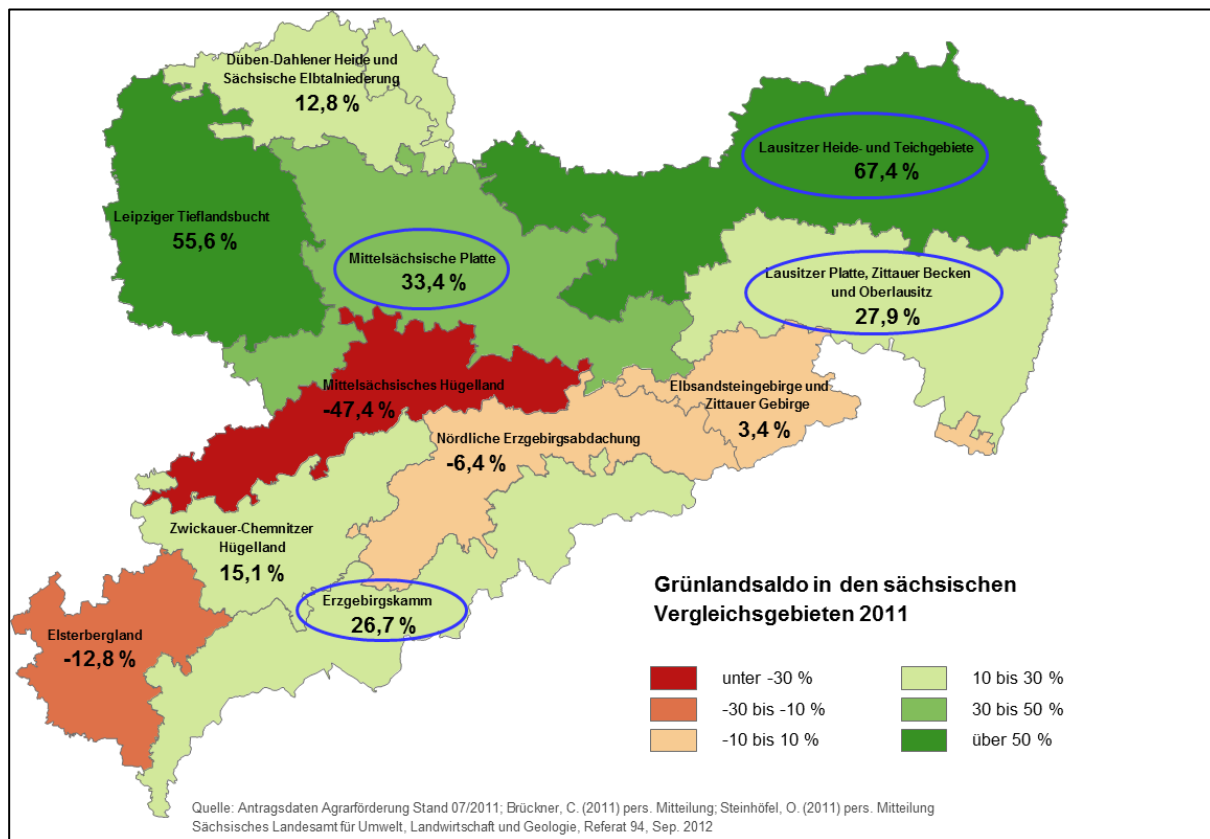 Düben-Dahlener Heide und
Sächsische Elbtalniederung
12,8 %
Lausitzer Heide- und Teichgebiete
67,4 %
Leipziger Tieflandsbucht
55,6 %
Mittelsächsische Platte
33,4 %
Lausitzer Platte, Zittauer Becken
und Oberlausitz
27,9 %
Mittelsächsisches Hügelland
-47,4 %
Elbsandsteingebirge und
Zittauer Gebirge
3,4 %
Nördliche Erzgebirgsabdachung
-6,4 %
Zwickauer-Chemnitzer
Hügelland
15,1 %
Erzgebirgskamm
26,7 %
Elsterbergland
-12,8 %
Grünlandsaldo in den sächsischen
Vergleichsgebieten 2011
unter -30 %
-30 bis -10 %
-10 bis 10 %
10 bis 30 %
30 bis 50 %
über 50 %
Quelle: Antragsdaten Agrarförderung Stand 07/2011; Brückner, C. (2011) pers. Mitteilung; Steinhöfel, O. (2011) pers. Mitteilung
Sächsisches Landesamt für Umwelt, Landwirtschaft und Geologie, Referat 94, Sep. 2012